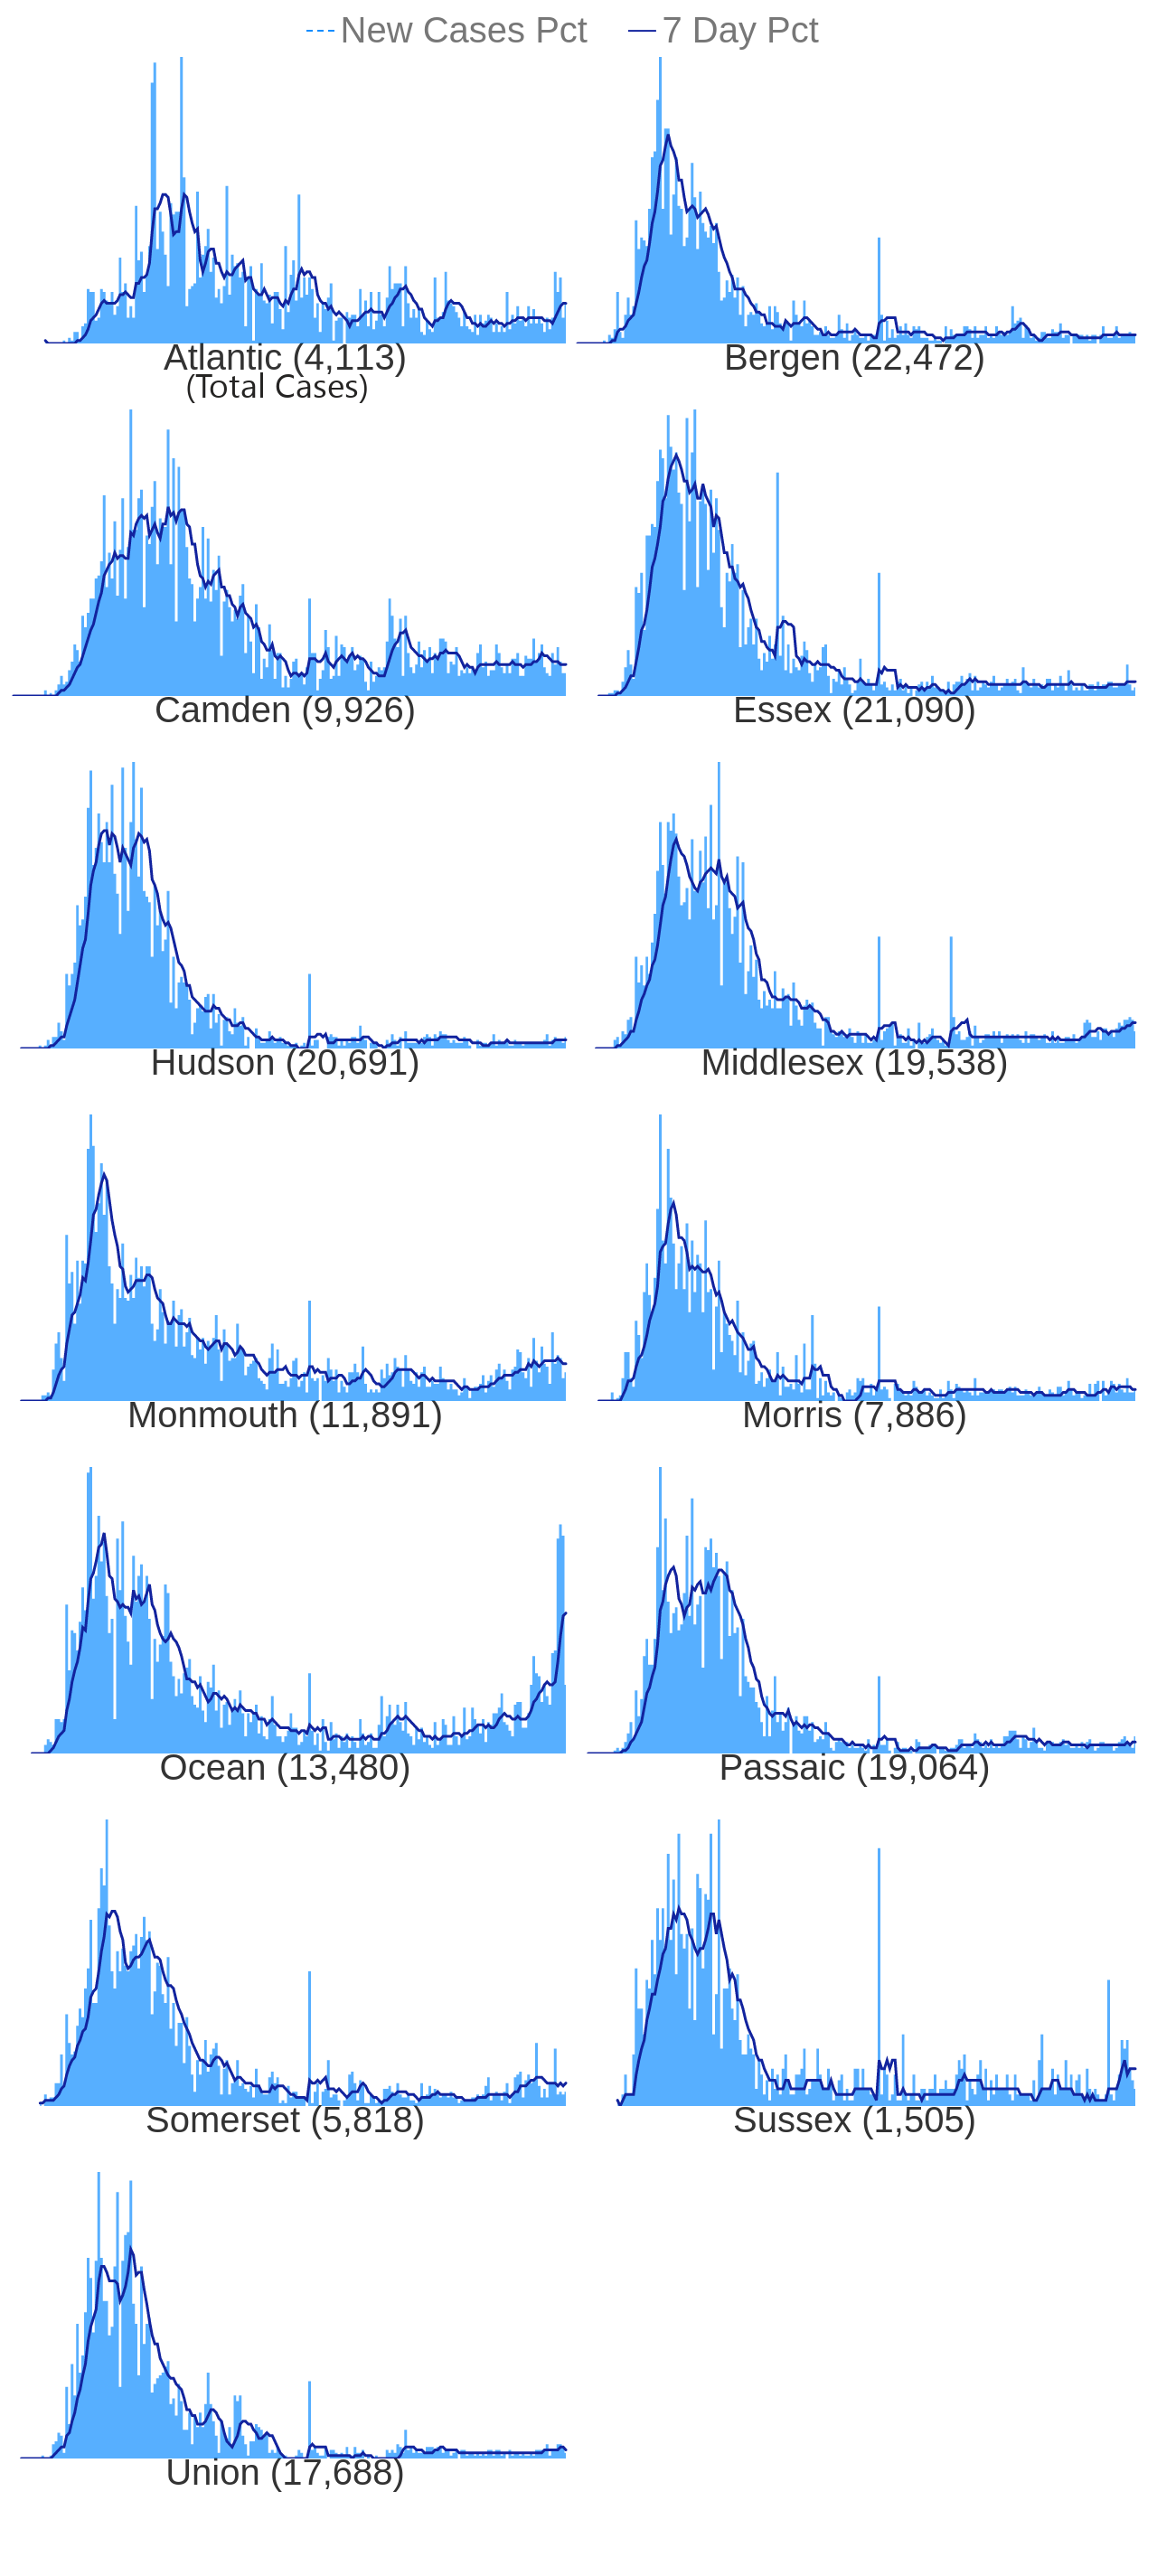 New Cases Pct 7 Day Pct
Atlantic (4,113) Bergen (22,472)
(Total Cases)
Camden (9,926) Essex (21,090)
Hudson (20,691) Middlesex (19,538)
Monmouth (11,891) Morris (7,886)
Ocean (13,480) Passaic (19,064)
Somerset (5,818) Sussex (1,505)
Union (17,688)